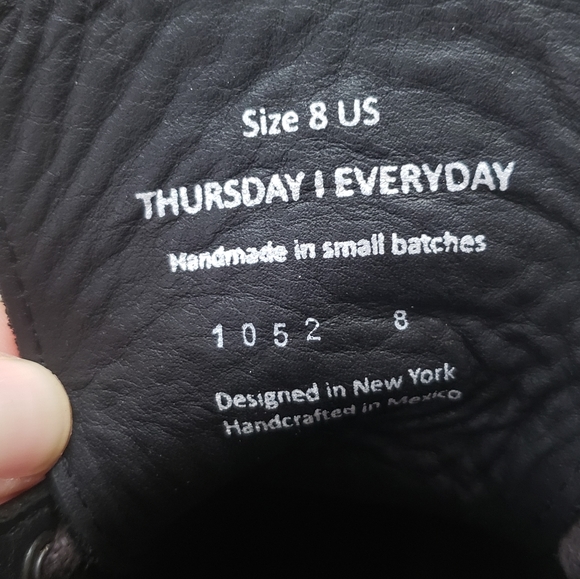 Size 8 US
THURSDAY | EVERYDAY
Handmade in small batches
1052 8
Designed in New York
Handcrafted in Mexico